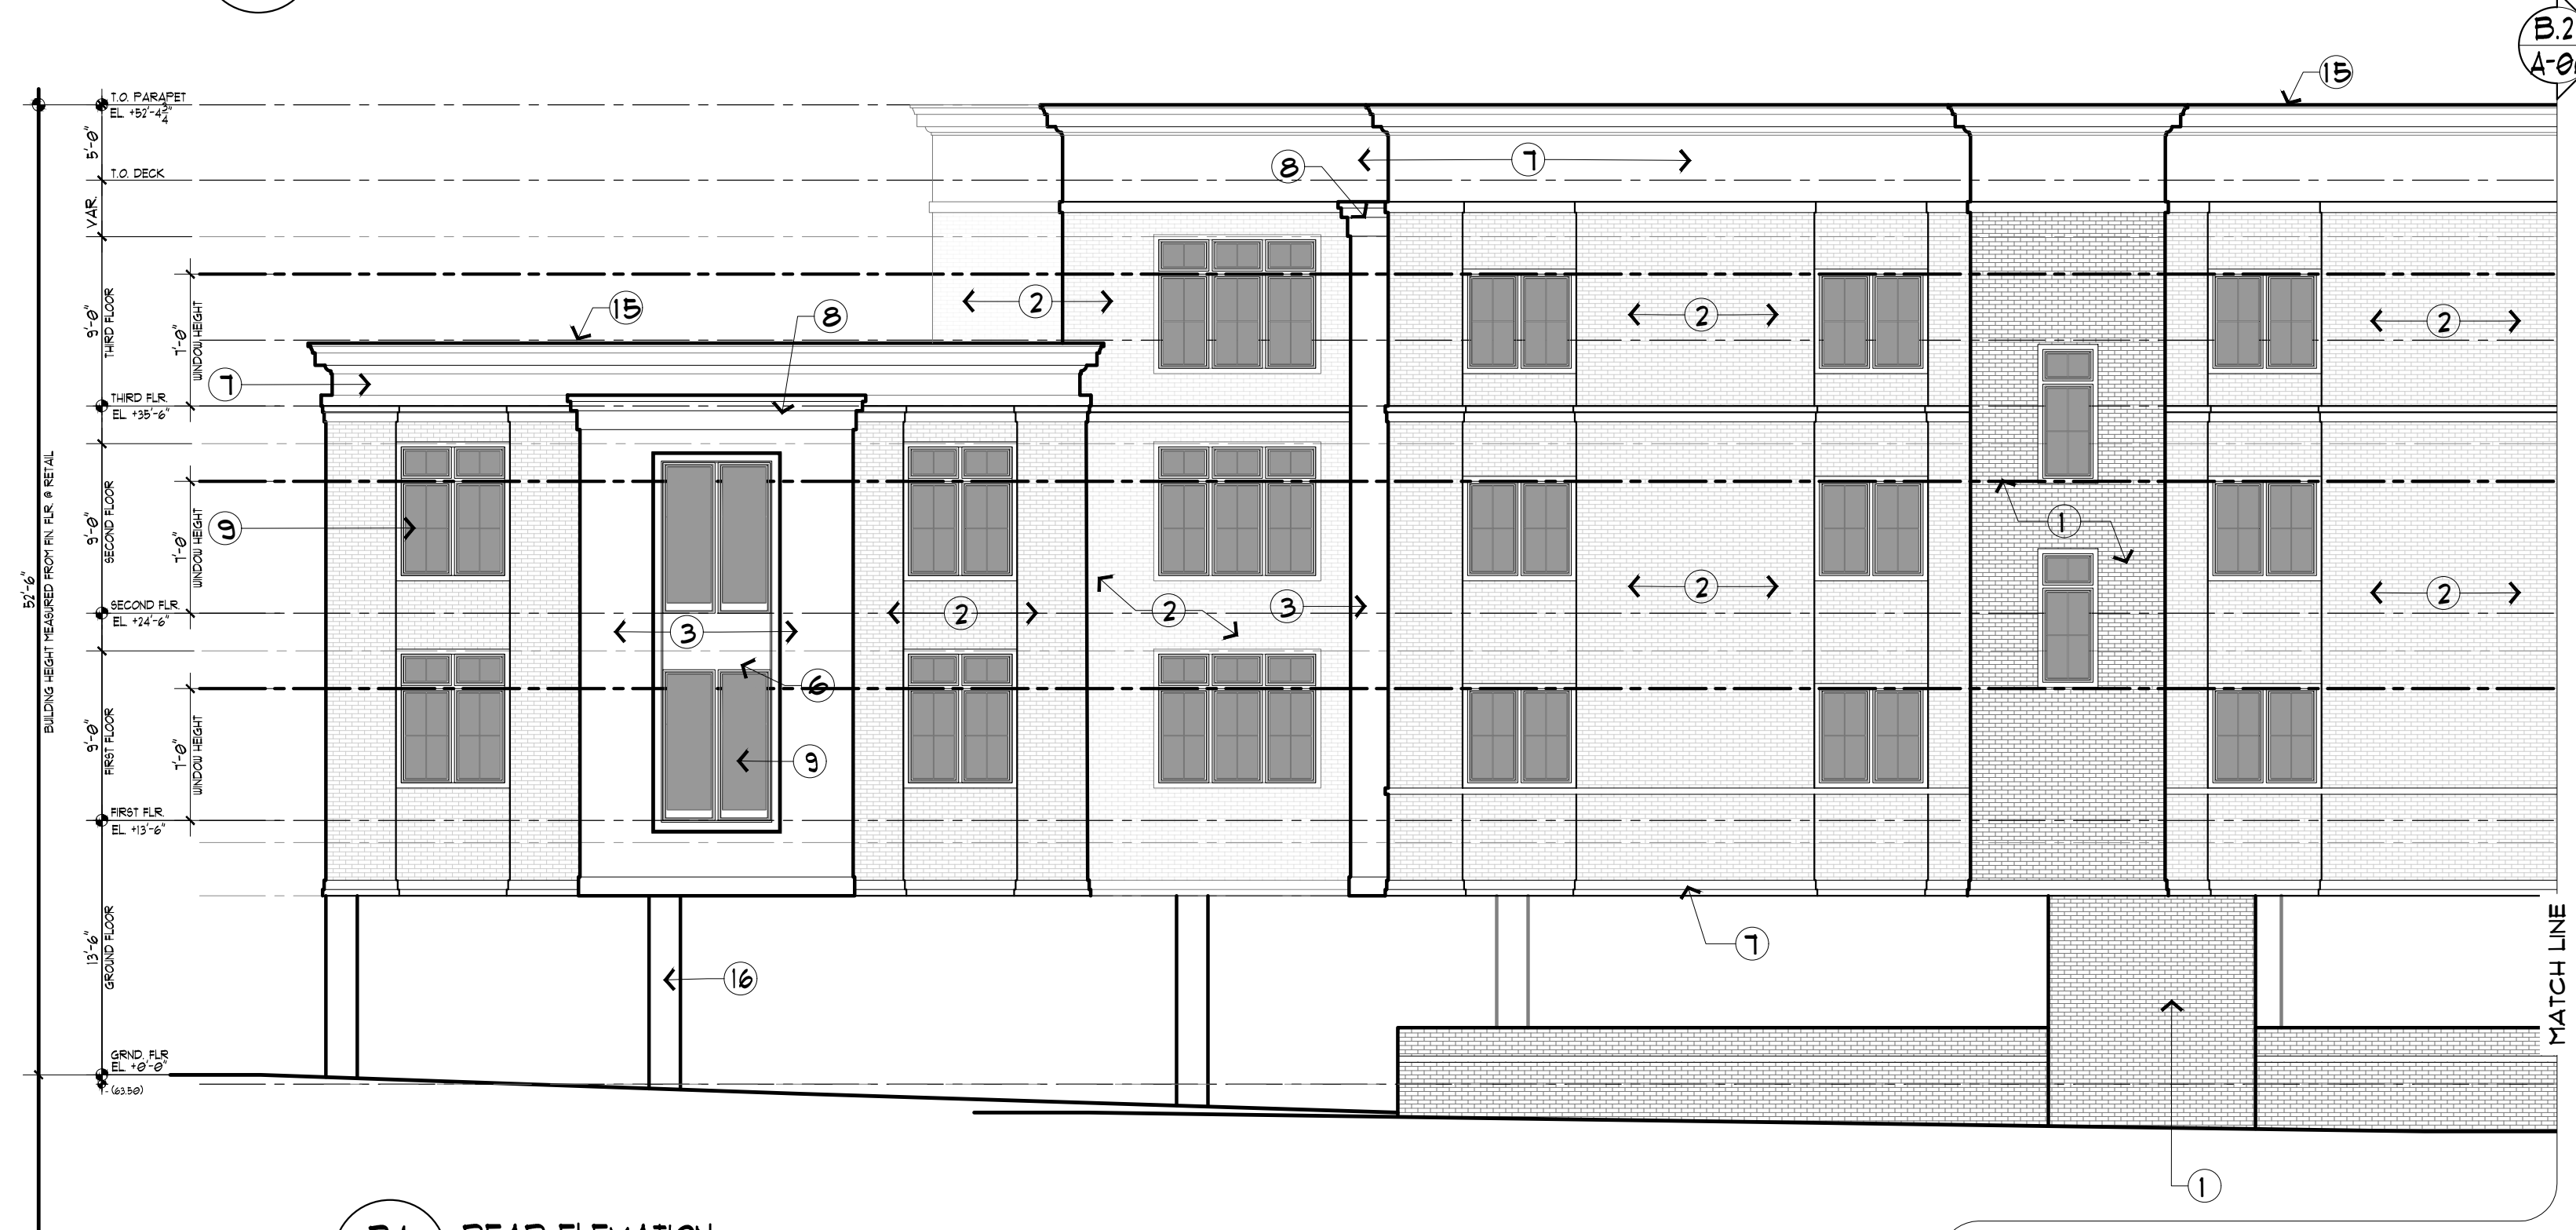 B.2
15
T.O. PARAPET
EL. +52'-4 3/4"
5'-0"
T.O. DECK
VAR.
8
7
9'-0"
THIRD FLOOR
7'-0"
WINDOW HEIGHT
2
15
8
2
2
2
7
THIRD FLR.
EL. +35'-6"
9'-0"
SECOND FLOOR
7'-0"
WINDOW HEIGHT
9
1
52'-6"
BUILDING HEIGHT MEASURED FROM FIN. FLR. @ RETAIL
SECOND FLR.
EL. +24'-6"
3
2
2
3
2
2
6
9
9'-0"
FIRST FLOOR
7'-0"
WINDOW HEIGHT
FIRST FLR.
EL. +13'-6"
13'-6"
GROUND FLOOR
16
7
MATCH LINE
GRND. FLR
EL. +0'-0"
(63.50)
1
REAR ELEVATION